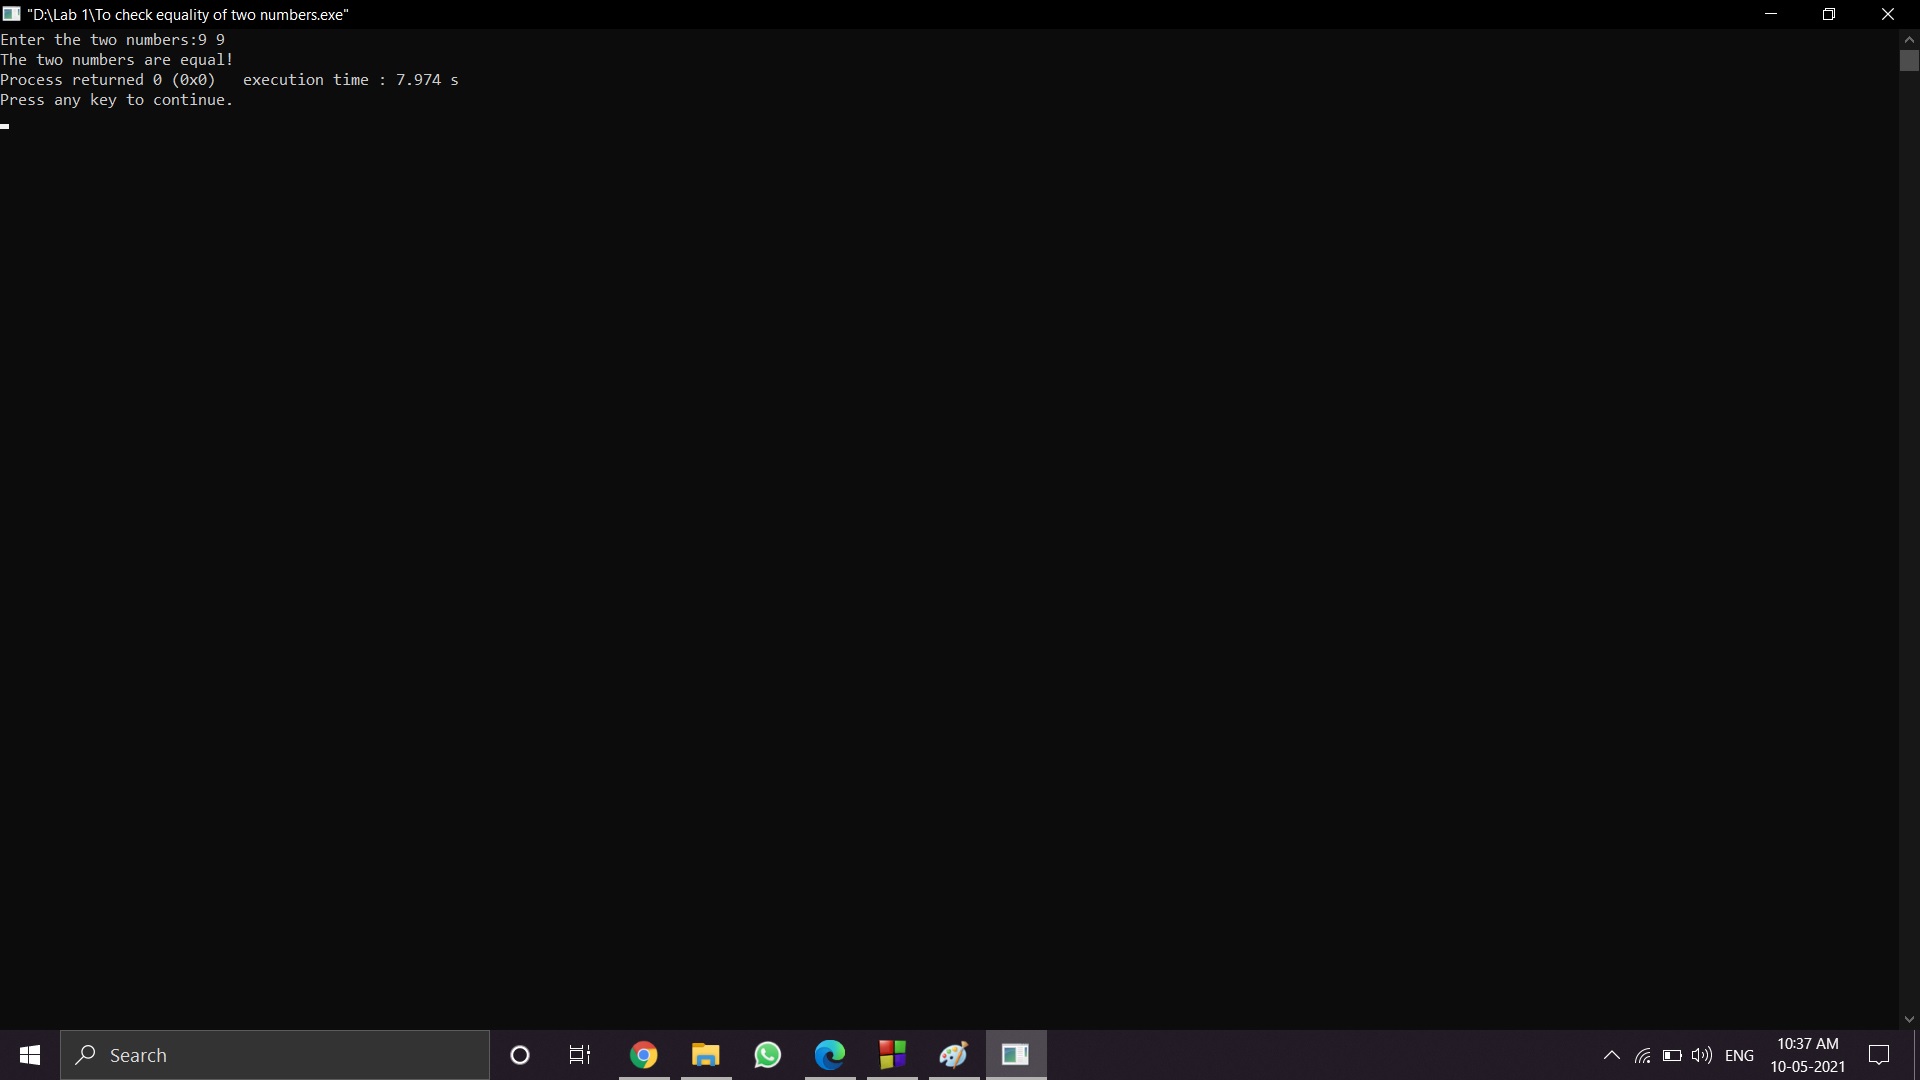 "D:\Lab 1\To check equality of two numbers.exe"
Enter the two numbers:9 9
The two numbers are equal!
Process returned 0 (0x0)   execution time : 7.974 s
Press any key to continue.
Search
ENG
10:37 AM
10-05-2021